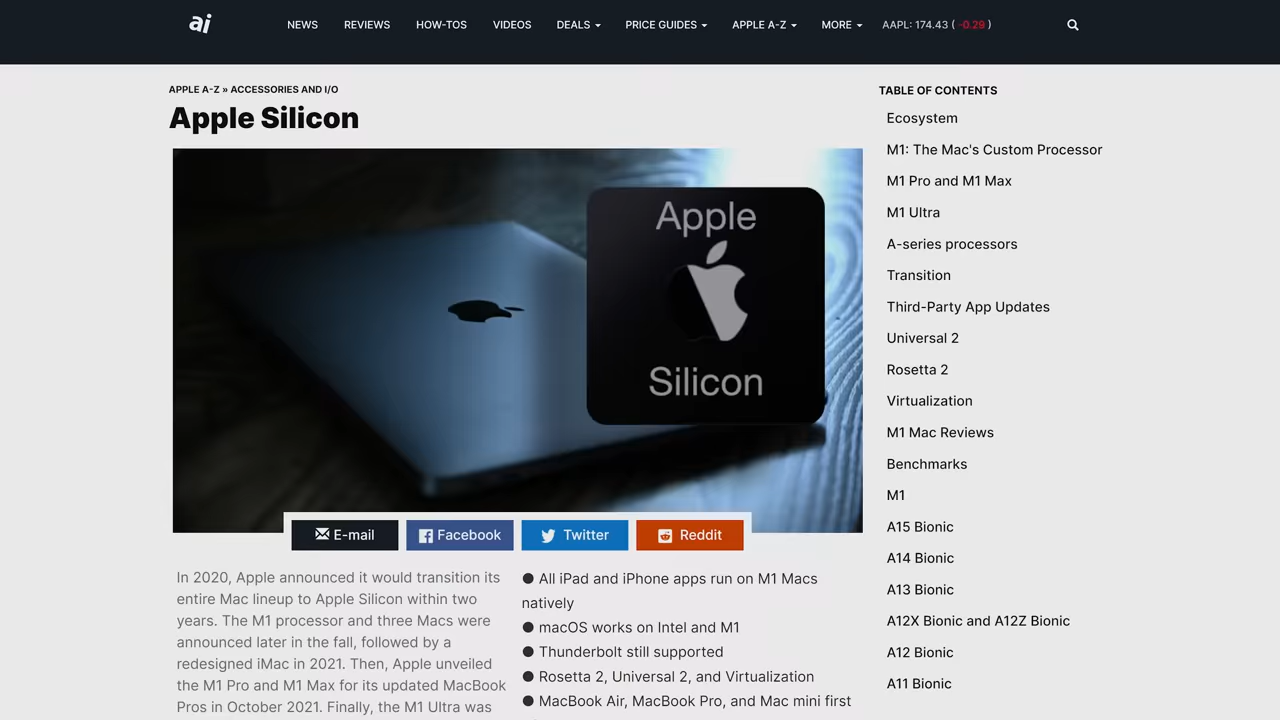 ai
NEWS REVIEWS HOW-TOS VIDEOS DEALS PRICE GUIDES APPLE A-Z MORE AAPL: 174.43 ( -0.29 )
APPLE A-Z » ACCESSORIES AND I/O
Apple Silicon
Apple
Silicon
E-mail Facebook Twitter Reddit
In 2020, Apple announced it would transition its
entire Mac lineup to Apple Silicon within two
years. The M1 processor and three Macs were
announced later in the fall, followed by a
redesigned iMac in 2021. Then, Apple unveiled
the M1 Pro and M1 Max for its updated MacBook
Pros in October 2021. Finally, the M1 Ultra was
● All iPad and iPhone apps run on M1 Macs
natively
● macOS works on Intel and M1
● Thunderbolt still supported
● Rosetta 2, Universal 2, and Virtualization
● MacBook Air, MacBook Pro, and Mac mini first
TABLE OF CONTENTS
Ecosystem
M1: The Mac's Custom Processor
M1 Pro and M1 Max
M1 Ultra
A-series processors
Transition
Third-Party App Updates
Universal 2
Rosetta 2
Virtualization
M1 Mac Reviews
Benchmarks
M1
A15 Bionic
A14 Bionic
A13 Bionic
A12X Bionic and A12Z Bionic
A12 Bionic
A11 Bionic